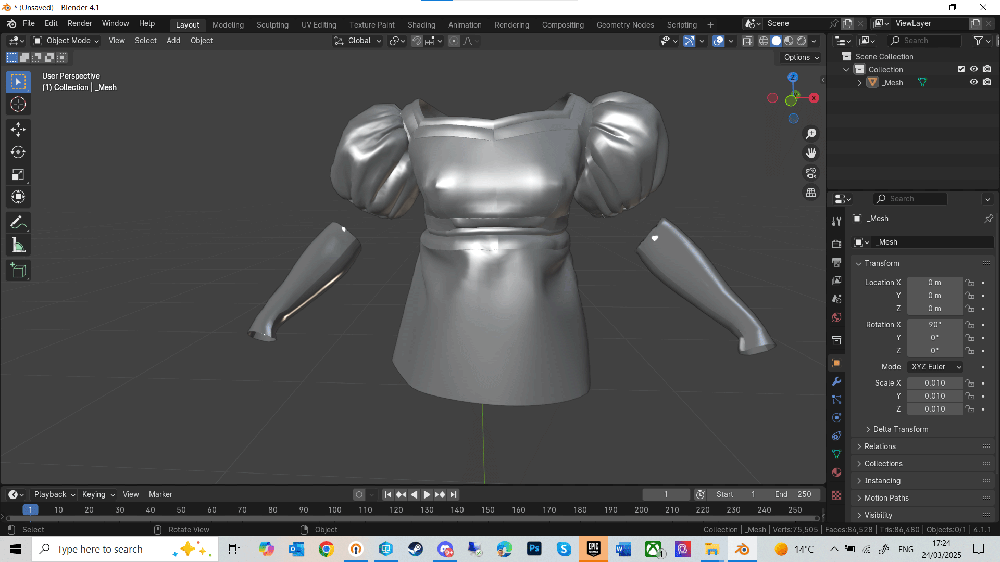 * (Unsaved) - Blender 4.1
File Edit Render Window Help Layout Modeling Sculpting UV Editing Texture Paint Shading Animation Rendering Compositing Geometry Nodes Scripting + Scene ViewLayer
Object Mode View Select Add Object Global Search
Options
User Perspective
(1) Collection | _Mesh
Z
X
Scene Collection
Collection
_Mesh
Search
_Mesh
_Mesh
Transform
Location X 0 m
Y 0 m
Z 0 m
Rotation X 90°
Y 0°
Z 0°
Mode XYZ Euler
Scale X 0.010
Y 0.010
Z 0.010
Delta Transform
Relations
Collections
Instancing
Motion Paths
Visibility
Playback Keying View Marker 1 Start 1 End 250
1 10 20 30 40 50 60 70 80 90 100 110 120 130 140 150 160 170 180 190 200 210 220 230 240 250
Select Rotate View Object Collection | _Mesh | Verts:75,505 | Faces:84,528 | Tris:86,480 | Objects:0/1 | 4.1.1
Type here to search 9+ Ps S EPIC GAMES W 1 14°C ENG 17:24
24/03/2025